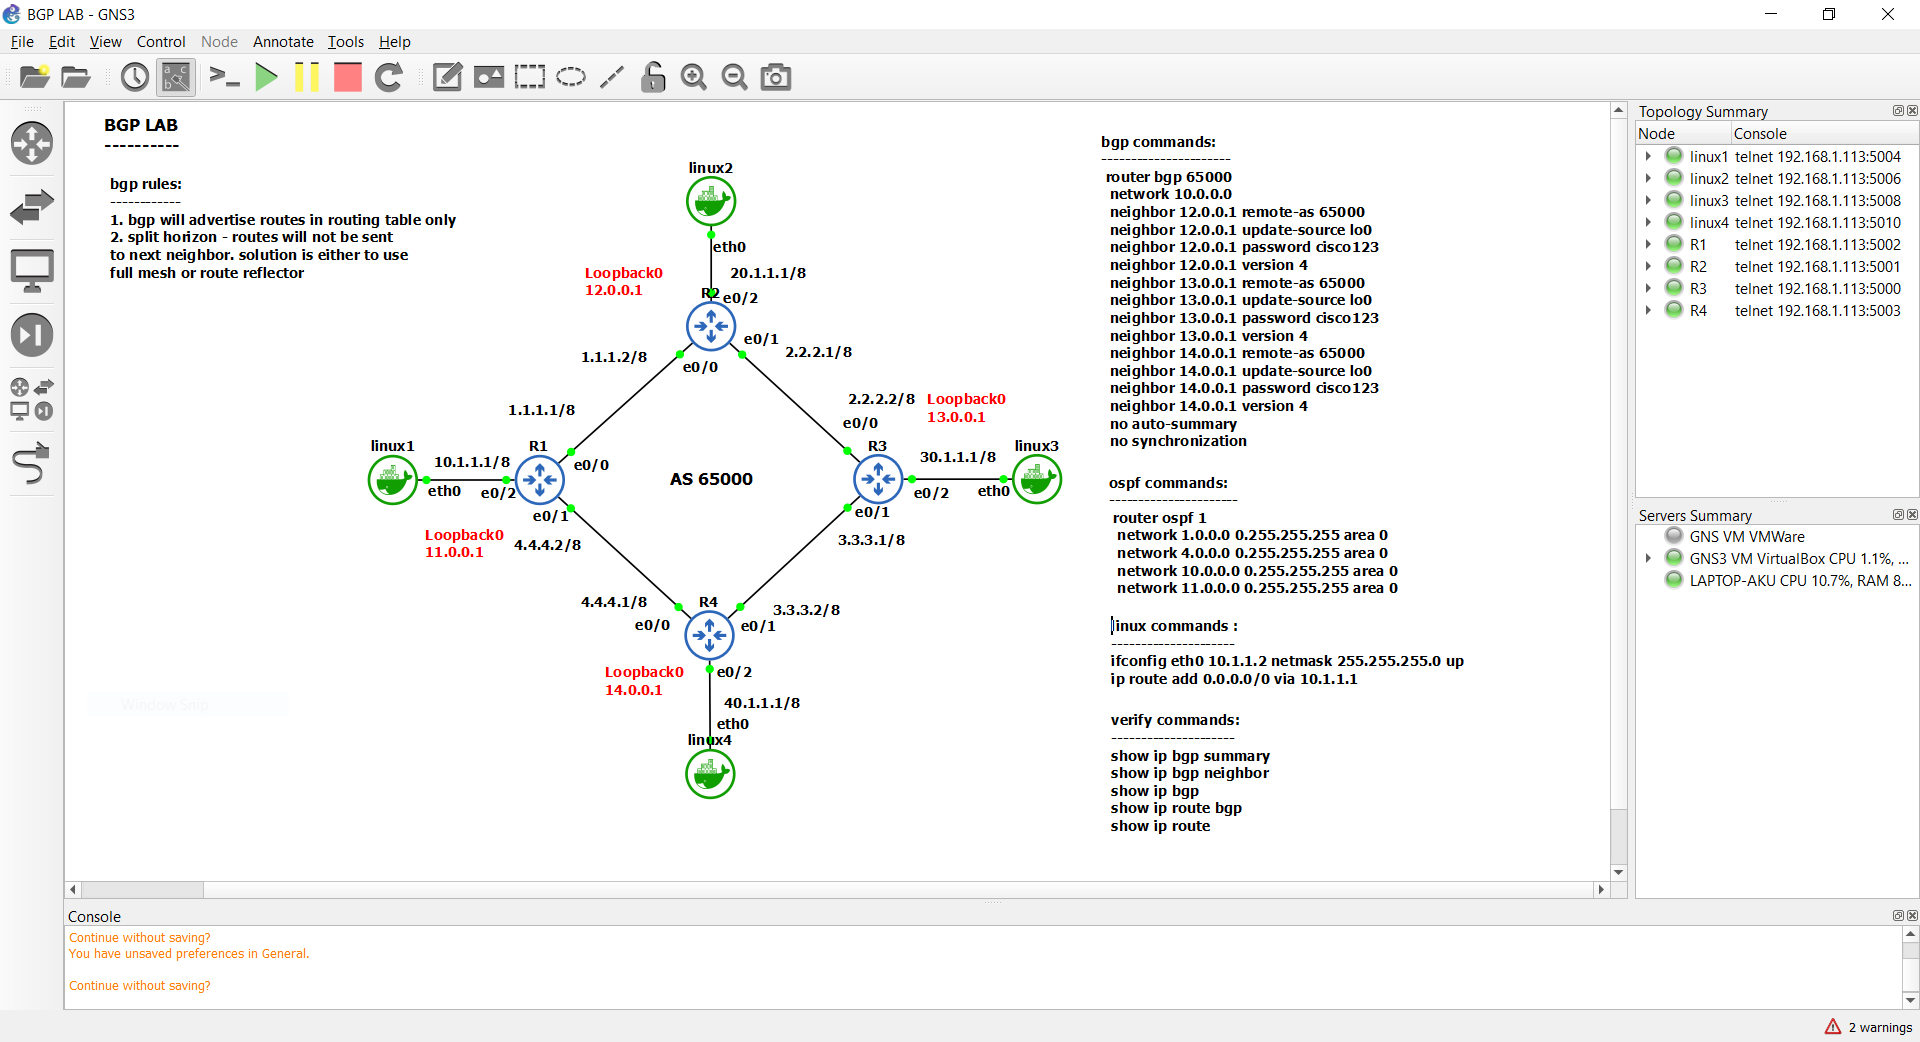 BGP LAB - GNS3
File Edit View Control Node Annotate Tools Help
BGP LAB
----------
bgp rules:
------------
1. bgp will advertise routes in routing table only
2. split horizon - routes will not be sent
to next neighbor. solution is either to use
full mesh or route reflector
linux2
eth0
20.1.1.1/8
Loopback0
12.0.0.1
R2
e0/2
e0/1
1.1.1.2/8
e0/0
2.2.2.1/8
1.1.1.1/8
2.2.2.2/8
e0/0
Loopback0
13.0.0.1
linux1
10.1.1.1/8
eth0
e0/2
R1
e0/0
e0/1
AS 65000
R3
30.1.1.1/8
linux3
e0/2
eth0
e0/1
Loopback0
11.0.0.1
4.4.4.2/8
3.3.3.1/8
4.4.4.1/8
e0/0
R4
3.3.3.2/8
e0/1
Loopback0
14.0.0.1
e0/2
40.1.1.1/8
eth0
linux4
Window Snip
bgp commands:
----------------------
router bgp 65000
network 10.0.0.0
neighbor 12.0.0.1 remote-as 65000
neighbor 12.0.0.1 update-source lo0
neighbor 12.0.0.1 password cisco123
neighbor 12.0.0.1 version 4
neighbor 13.0.0.1 remote-as 65000
neighbor 13.0.0.1 update-source lo0
neighbor 13.0.0.1 password cisco123
neighbor 13.0.0.1 version 4
neighbor 14.0.0.1 remote-as 65000
neighbor 14.0.0.1 update-source lo0
neighbor 14.0.0.1 password cisco123
neighbor 14.0.0.1 version 4
no auto-summary
no synchronization
ospf commands:
----------------------
router ospf 1
network 1.0.0.0 0.255.255.255 area 0
network 4.0.0.0 0.255.255.255 area 0
network 10.0.0.0 0.255.255.255 area 0
network 11.0.0.0 0.255.255.255 area 0
linux commands :
---------------------
ifconfig eth0 10.1.1.2 netmask 255.255.255.0 up
ip route add 0.0.0.0/0 via 10.1.1.1
verify commands:
---------------------
show ip bgp summary
show ip bgp neighbor
show ip bgp
show ip route bgp
show ip route
Topology Summary
Node Console
linux1 telnet 192.168.1.113:5004
linux2 telnet 192.168.1.113:5006
linux3 telnet 192.168.1.113:5008
linux4 telnet 192.168.1.113:5010
R1 telnet 192.168.1.113:5002
R2 telnet 192.168.1.113:5001
R3 telnet 192.168.1.113:5000
R4 telnet 192.168.1.113:5003
Servers Summary
GNS VM VMWare
GNS3 VM VirtualBox CPU 1.1%, ...
LAPTOP-AKU CPU 10.7%, RAM 8...
Console
Continue without saving?
You have unsaved preferences in General.
Continue without saving?
2 warnings